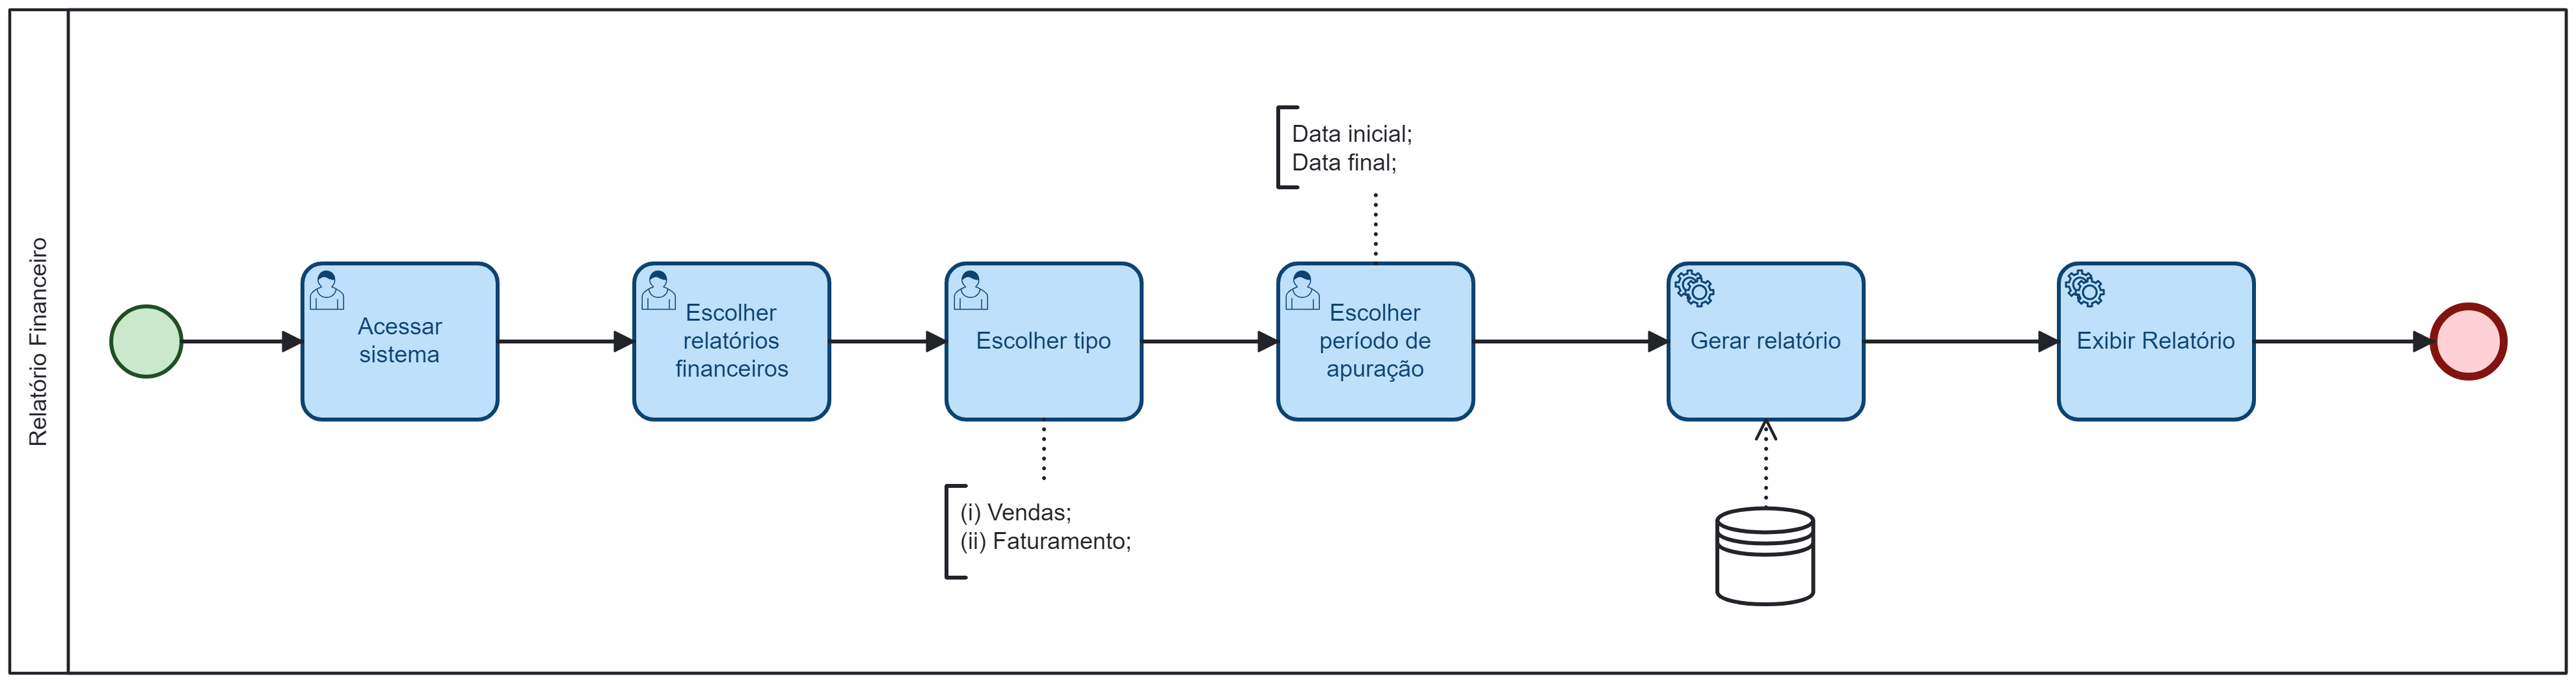 Relatório Financeiro
Data inicial;
Data final;
Acessar
sistema
Escolher
relatórios
financeiros
Escolher tipo
Escolher
período de
apuração
Gerar relatório
Exibir Relatório
(i) Vendas;
(ii) Faturamento;